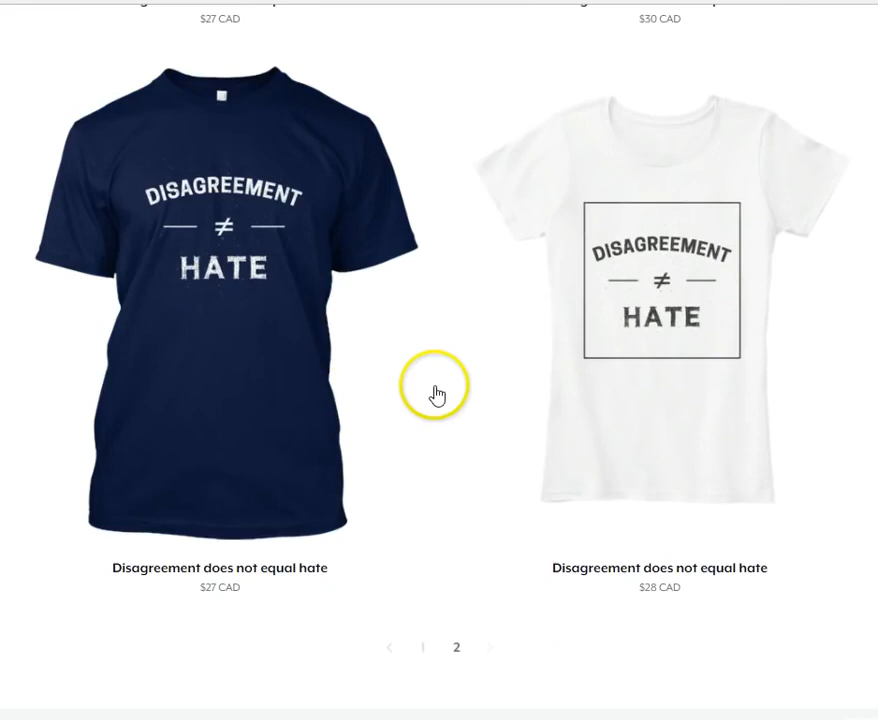 $27 CAD
$30 CAD
DISAGREEMENT
≠
HATE
DISAGREEMENT
≠
HATE
Disagreement does not equal hate
$27 CAD
Disagreement does not equal hate
$28 CAD
< 1 2 >